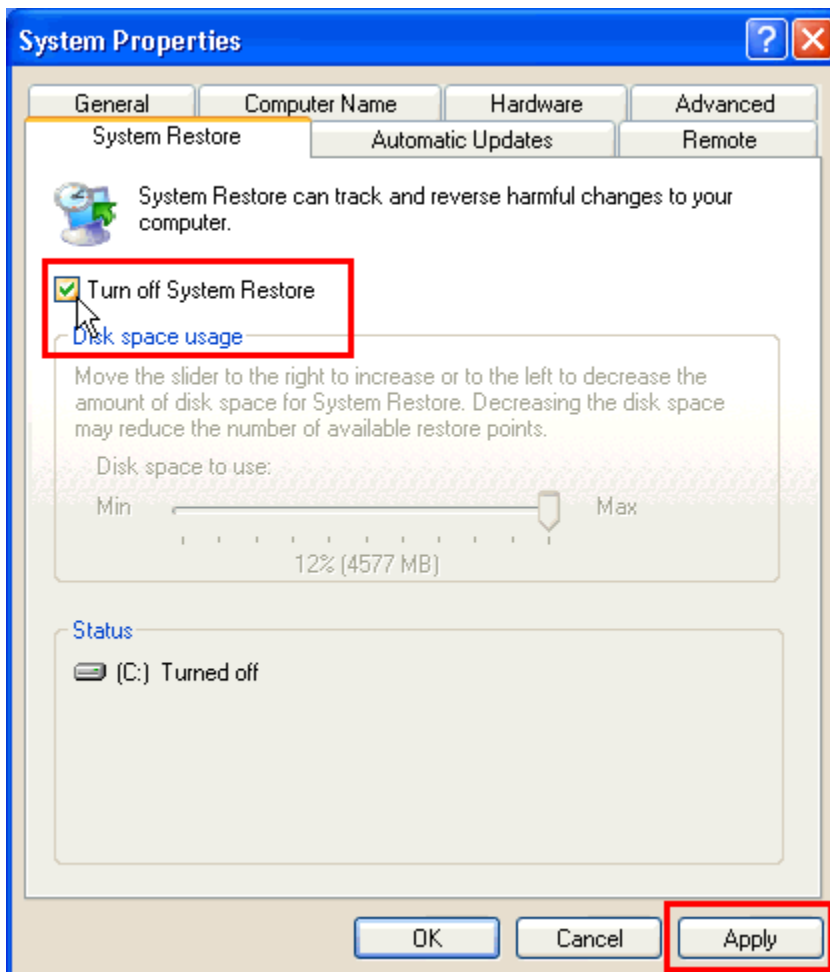 System Properties
General Computer Name Hardware Advanced
System Restore Automatic Updates Remote
System Restore can track and reverse harmful changes to your
computer.
Turn off System Restore
Disk space usage
Move the slider to the right to increase or to the left to decrease the
amount of disk space for System Restore. Decreasing the disk space
may reduce the number of available restore points.
Disk space to use:
Min Max
12% (4577 MB)
Status
(C:) Turned off
OK Cancel Apply